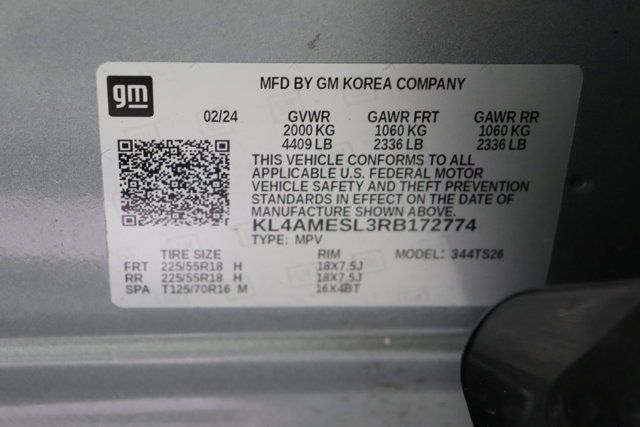 gm
MFD BY GM KOREA COMPANY
02/24 GVWR GAWR FRT GAWR RR
2000 KG 1060 KG 1060 KG
4409 LB 2336 LB 2336 LB
THIS VEHICLE CONFORMS TO ALL
APPLICABLE U.S. FEDERAL MOTOR
VEHICLE SAFETY AND THEFT PREVENTION
STANDARDS IN EFFECT ON THE DATE OF
MANUFACTURE SHOWN ABOVE.
KL4AMESL3RB172774
TYPE: MPV MODEL: 344TS26
TIRE SIZE RIM
FRT 225/55R18 H 18X7.5J
RR 225/55R18 H 18X7.5J
SPA T125/70R16 M 16X4BT